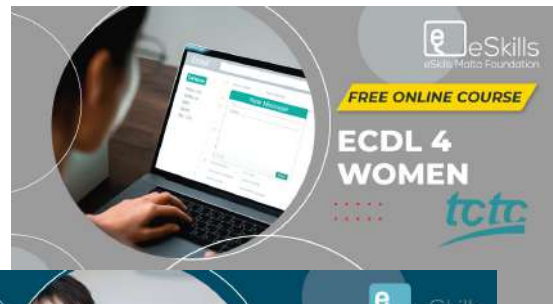 eSkills
eSkills Malta Foundation
FREE ONLINE COURSE
ECDL 4
WOMEN
tctc
New Message